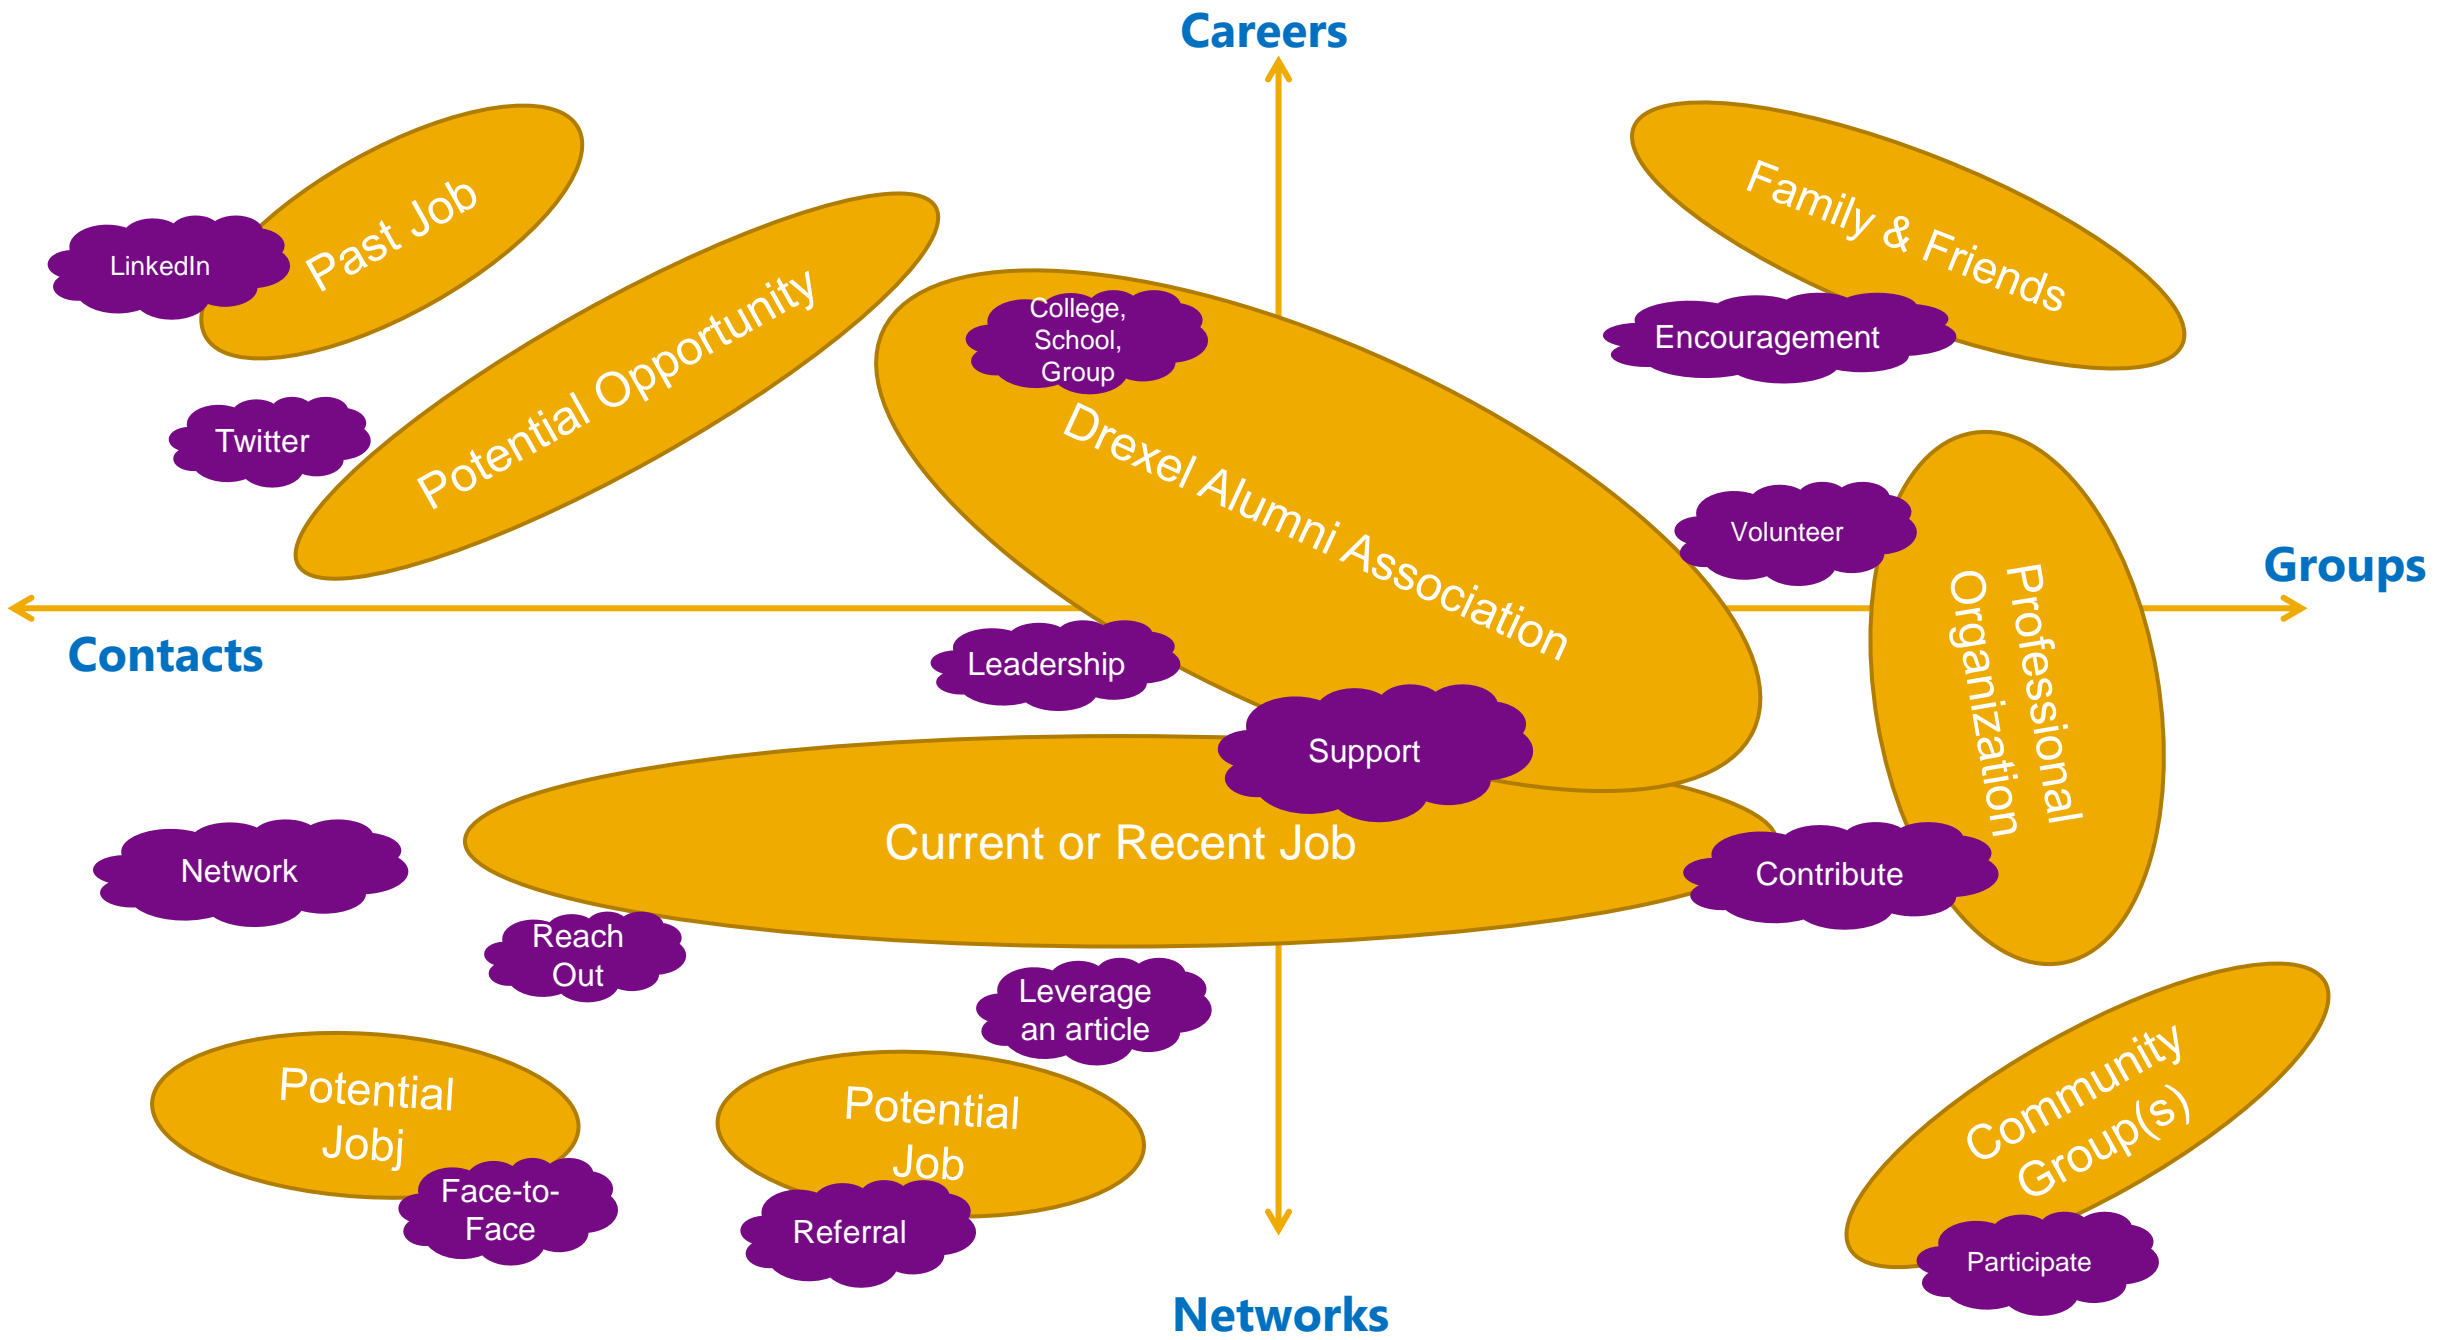 Careers
Past Job
LinkedIn
Family & Friends
Encouragement
Potential Opportunity
Twitter
College,
School,
Group
Drexel Alumni Association
Volunteer
Professional
Organization
Groups
Contacts
Leadership
Support
Current or Recent Job
Network
Contribute
Reach
Out
Leverage
an article
Potential
Jobj
Face-to-
Face
Potential
Job
Referral
Community
Group(s)
Participate
Networks